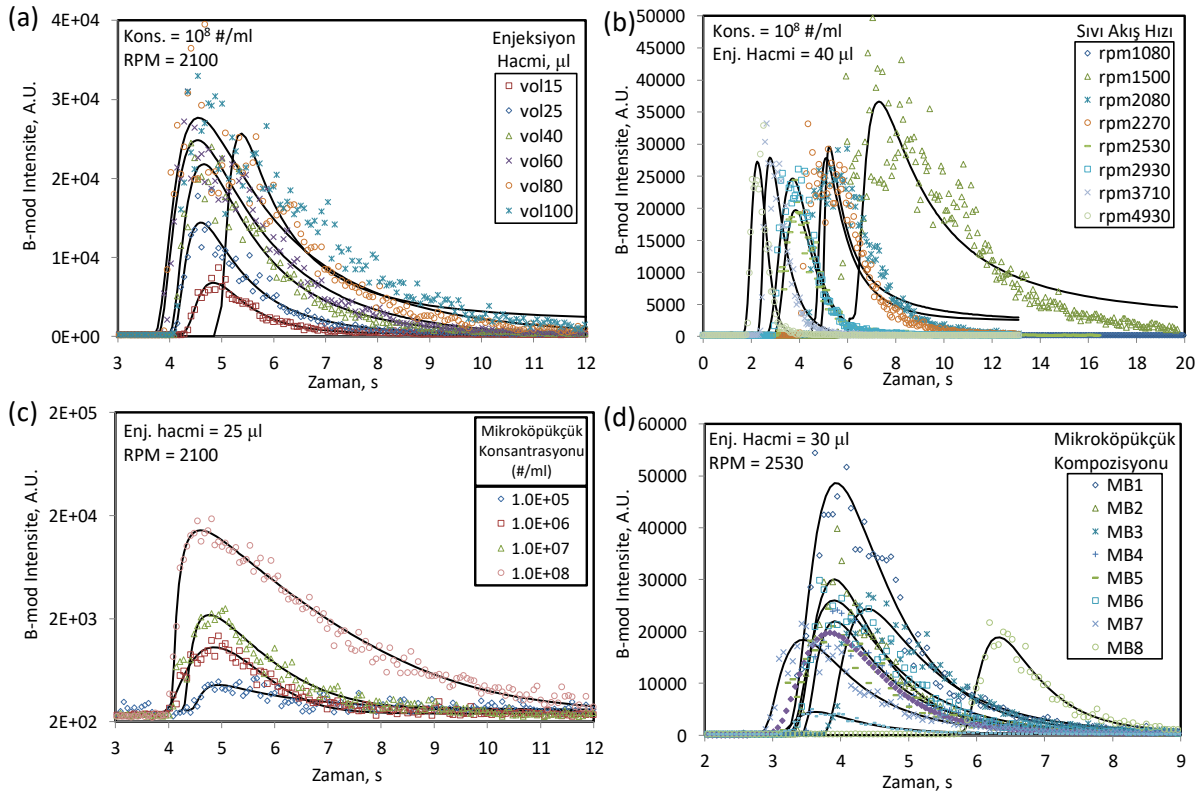 (a)
Kons. = 10⁸ #/ml
RPM = 2100
Enjeksiyon
Hacmi, µl
vol15
vol25
vol40
vol60
vol80
vol100
B-mod Intensite, A.U.
4E+04
3E+04
2E+04
1E+04
0E+00
3 4 5 6 7 8 9 10 11 12
Zaman, s
(b)
Kons. = 10⁸ #/ml
Enj. Hacmi = 40 µl
Sıvı Akış Hızı
rpm1080
rpm1500
rpm2080
rpm2270
rpm2530
rpm2930
rpm3710
rpm4930
B-mod Intensite, A.U.
50000
45000
40000
35000
30000
25000
20000
15000
10000
5000
0
0 2 4 6 8 10 12 14 16 18 20
Zaman, s
(c)
Enj. hacmi = 25 µl
RPM = 2100
Mikroköpükçük
Konsantrasyonu
(#/ml)
1.0E+05
1.0E+06
1.0E+07
1.0E+08
B-mod Intensite, A.U.
2E+05
2E+04
2E+03
2E+02
3 4 5 6 7 8 9 10 11 12
Zaman, s
(d)
Enj. Hacmi = 30 µl
RPM = 2530
Mikroköpükçük
Kompozisyonu
MB1
MB2
MB3
MB4
MB5
MB6
MB7
MB8
B-mod Intensite, A.U.
60000
50000
40000
30000
20000
10000
0
2 3 4 5 6 7 8 9
Zaman, s